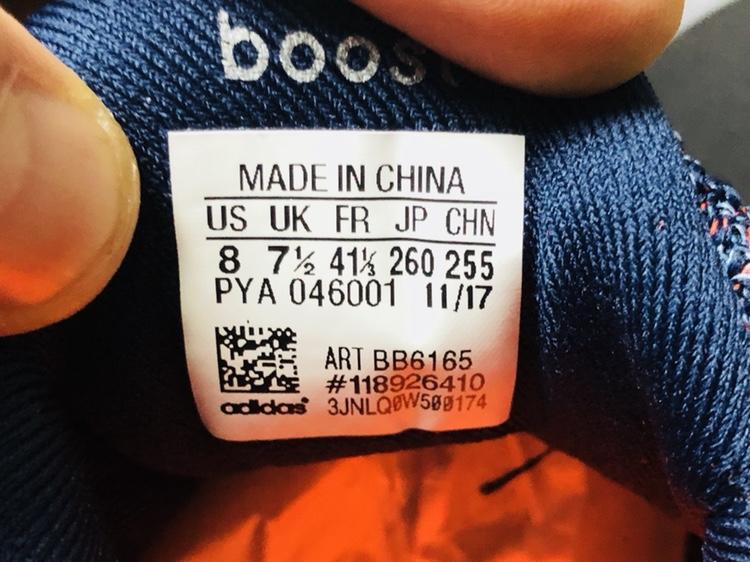 boost
MADE IN CHINA
US UK FR JP CHN
8 7½ 41⅓ 260 255
PYA 046001 11/17
ART BB6165
#118926410
adidas 3JNLQ0W500174